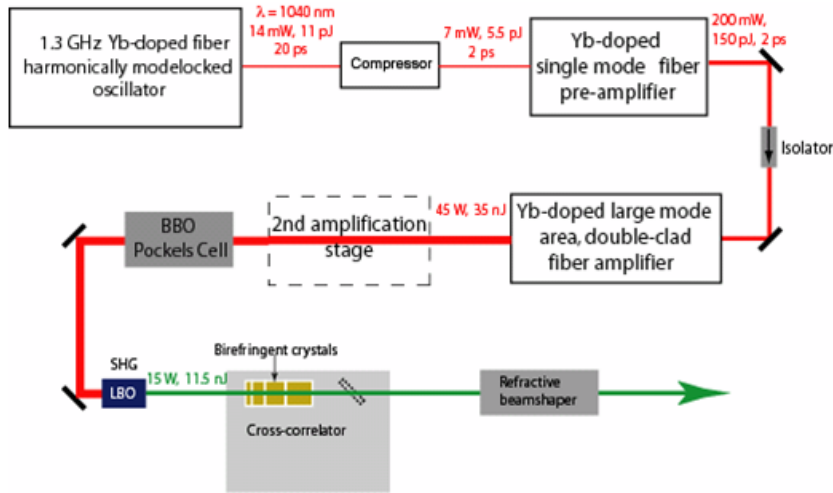 1.3 GHz Yb-doped fiber
harmonically modelocked
oscillator
λ = 1040 nm
14 mW, 11 pJ
20 ps
Compressor
7 mW, 5.5 pJ
2 ps
Yb-doped
single mode fiber
pre-amplifier
200 mW,
150 pJ, 2 ps
Isolator
BBO
Pockels Cell
2nd amplification
stage
45 W, 35 nJ
Yb-doped large mode
area, double-clad
fiber amplifier
SHG
LBO
15 W, 11.5 nJ
Birefringent crystals
Cross-correlator
Refractive
beamshaper